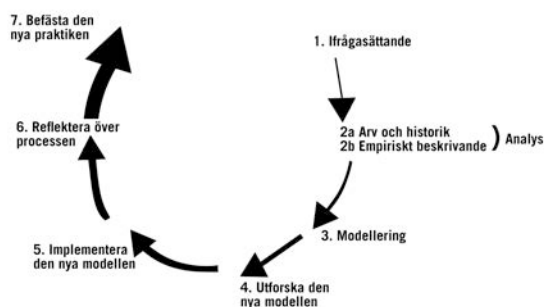 1. Ifrågasättande
2a Arv och historik
2b Empiriskt beskrivande
) Analys
3. Modellering
4. Utforska den
nya modellen
5. Implementera
den nya modellen
6. Reflektera över
processen
7. Befästa den
nya praktiken